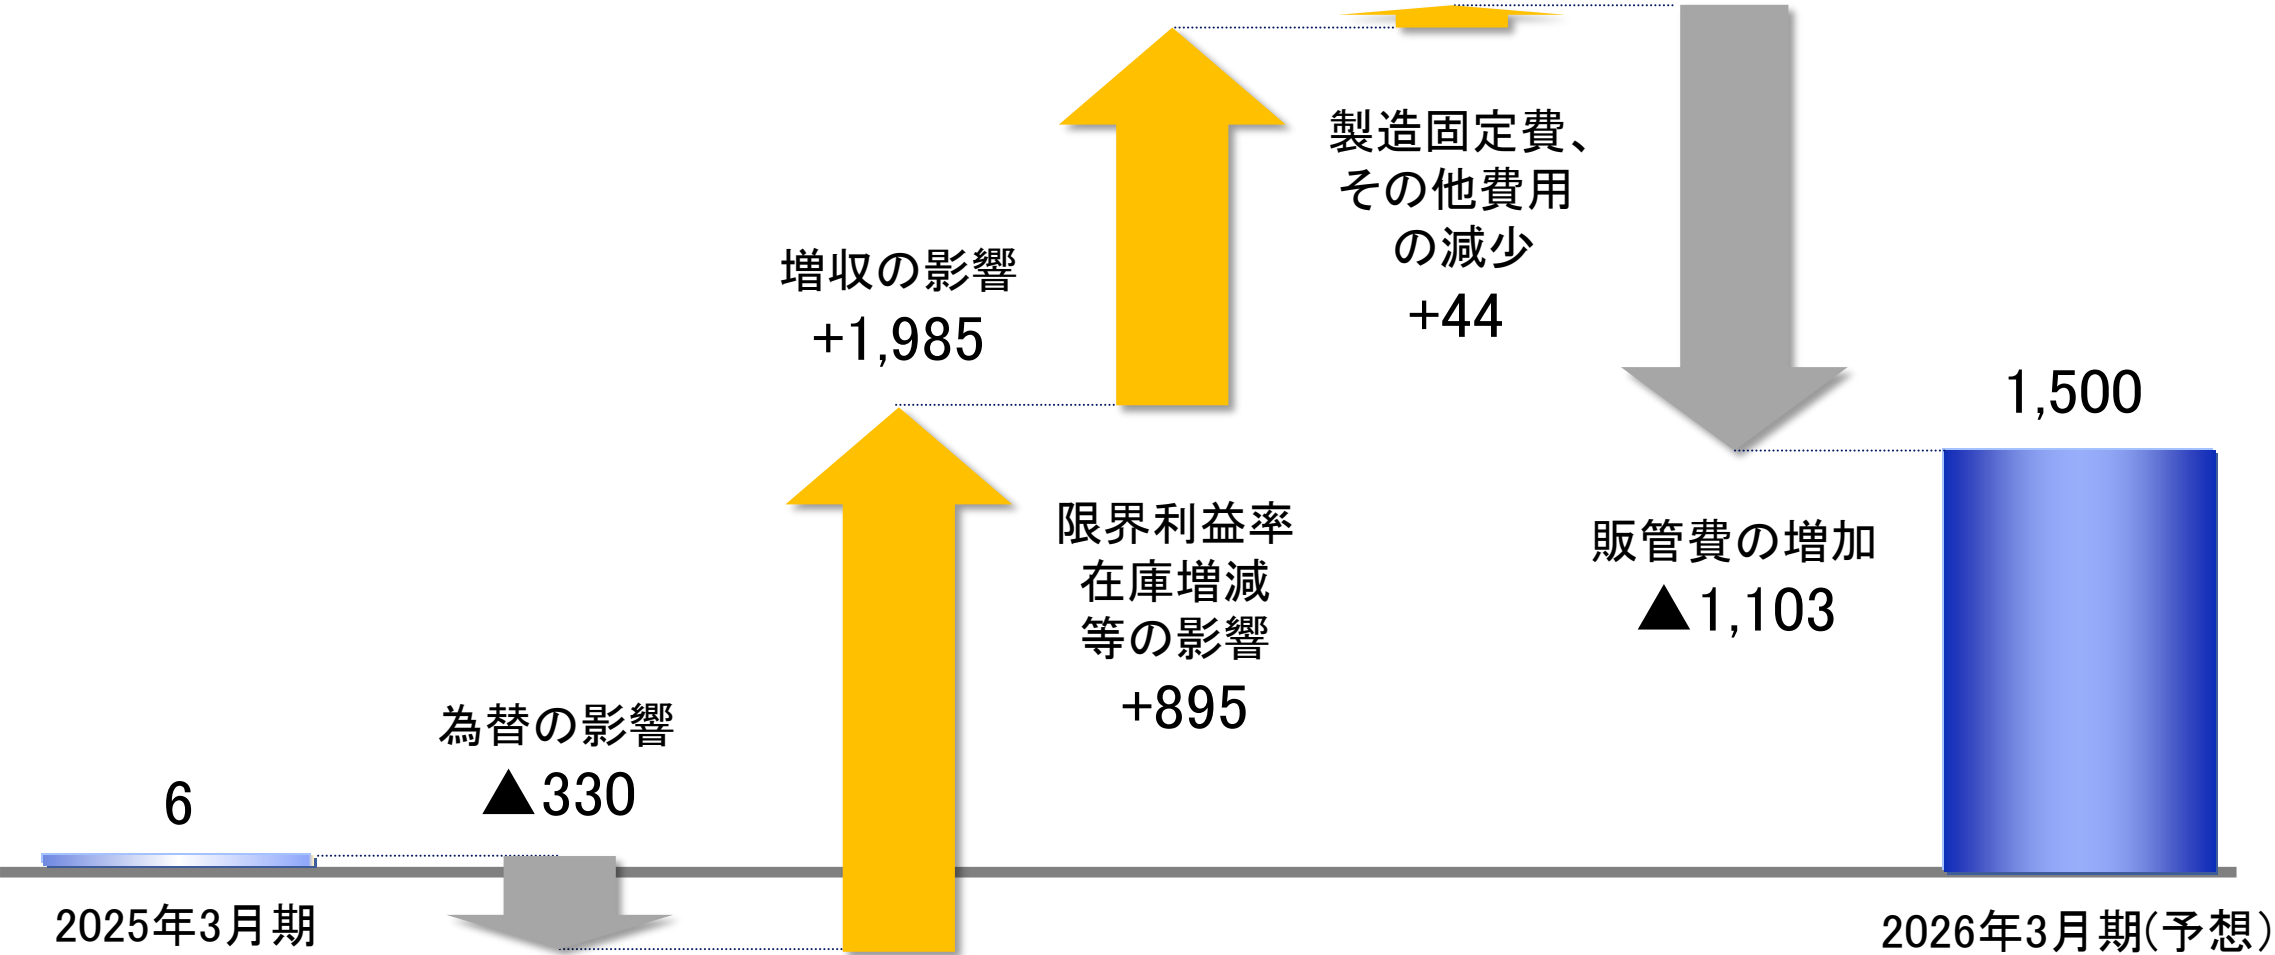 6
2025年3月期
為替の影響
▲330
増収の影響
+1,985
限界利益率
在庫増減
等の影響
+895
製造固定費、
その他費用
の減少
+44
販管費の増加
▲1,103
1,500
2026年3月期(予想)